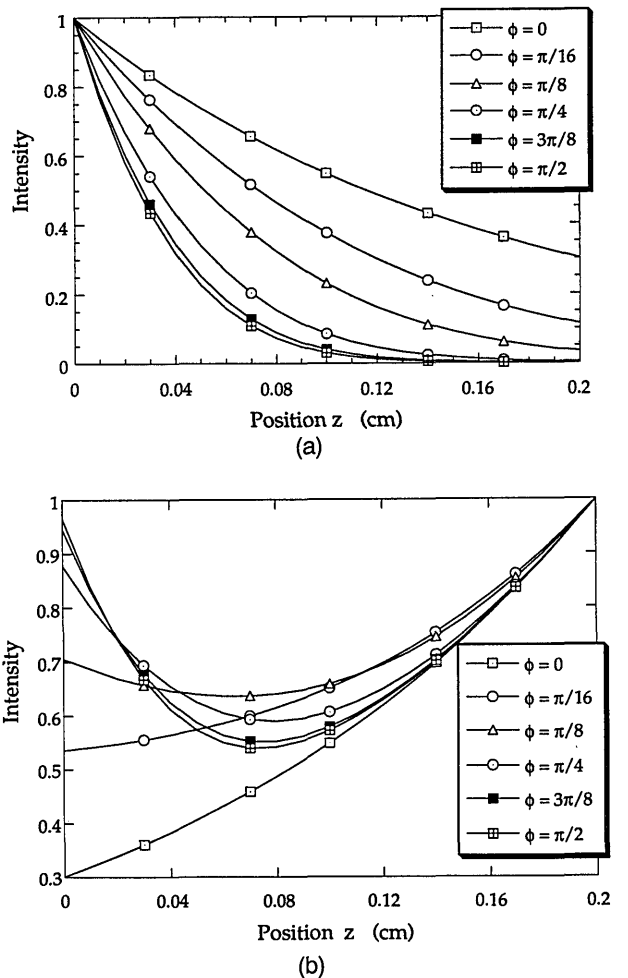 1
0.8
0.6
0.4
0.2
0
Intensity
0
0.04
0.08
0.12
0.16
0.2
Position z (cm)
ϕ = 0
ϕ = π/16
ϕ = π/8
ϕ = π/4
ϕ = 3π/8
ϕ = π/2
(a)
1
0.9
0.8
0.7
0.6
0.5
0.4
0.3
Intensity
0
0.04
0.08
0.12
0.16
0.2
Position z (cm)
ϕ = 0
ϕ = π/16
ϕ = π/8
ϕ = π/4
ϕ = 3π/8
ϕ = π/2
(b)